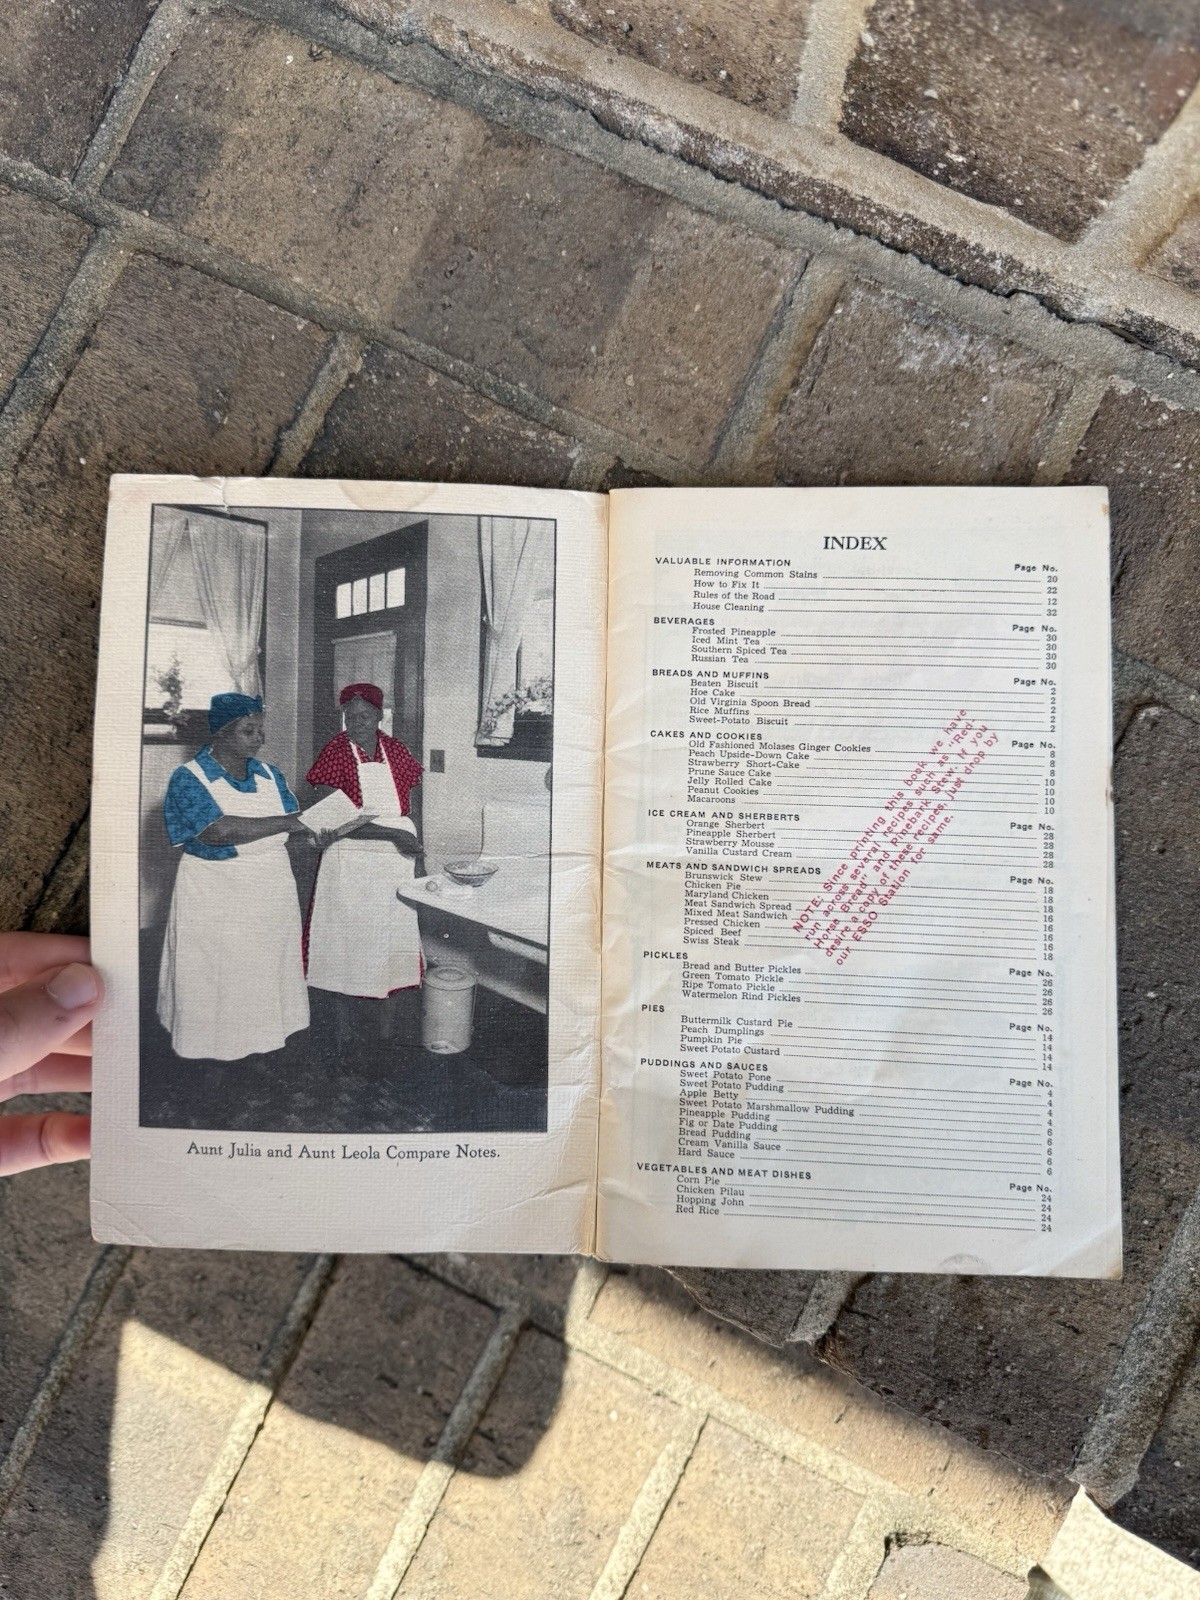 Aunt Julia and Aunt Leola Compare Notes.
INDEX
VALUABLE INFORMATION Page No.
Removing Common Stains 20
How to Fix It 22
Rules of the Road 12
House Cleaning 32
BEVERAGES Page No.
Frosted Pineapple 30
Iced Mint Tea 30
Southern Spiced Tea 30
Russian Tea 30
BREADS AND MUFFINS Page No.
Beaten Biscuit 2
Hoe Cake 2
Old Virginia Spoon Bread 2
Rice Muffins 2
Sweet-Potato Biscuit 2
CAKES AND COOKIES Page No.
Old Fashioned Molases Ginger Cookies 8
Peach Upside-Down Cake 8
Strawberry Short-Cake 8
Prune Sauce Cake 10
Jelly Rolled Cake 10
Peanut Cookies 10
Macaroons 10
ICE CREAM AND SHERBERTS Page No.
Orange Sherbert 28
Pineapple Sherbert 28
Strawberry Mousse 28
Vanilla Custard Cream 28
MEATS AND SANDWICH SPREADS Page No.
Brunswick Stew 18
Chicken Pie 18
Maryland Chicken 18
Meat Sandwich Spread 16
Mixed Meat Sandwich 16
Pressed Chicken 16
Spiced Beef 16
Swiss Steak 18
PICKLES Page No.
Bread and Butter Pickles 26
Green Tomato Pickle 26
Ripe Tomato Pickle 26
Watermelon Rind Pickles 26
PIES Page No.
Buttermilk Custard Pie 14
Peach Dumplings 14
Pumpkin Pie 14
Sweet Potato Custard 14
PUDDINGS AND SAUCES Page No.
Sweet Potato Pone 4
Sweet Potato Pudding 4
Apple Betty 4
Sweet Potato Marshmallow Pudding 4
Pineapple Pudding 6
Fig or Date Pudding 6
Bread Pudding 6
Cream Vanilla Sauce 6
Hard Sauce 6
VEGETABLES AND MEAT DISHES Page No.
Corn Pie 24
Chicken Pilau 24
Hopping John 24
Red Rice 24
NOTE: Since printing this book, we have
run across several recipes such as "Red-
Horse Bread" and Pinebark Stew. If you
desire a copy of these recipes, just drop by
our ESSO Station for same.